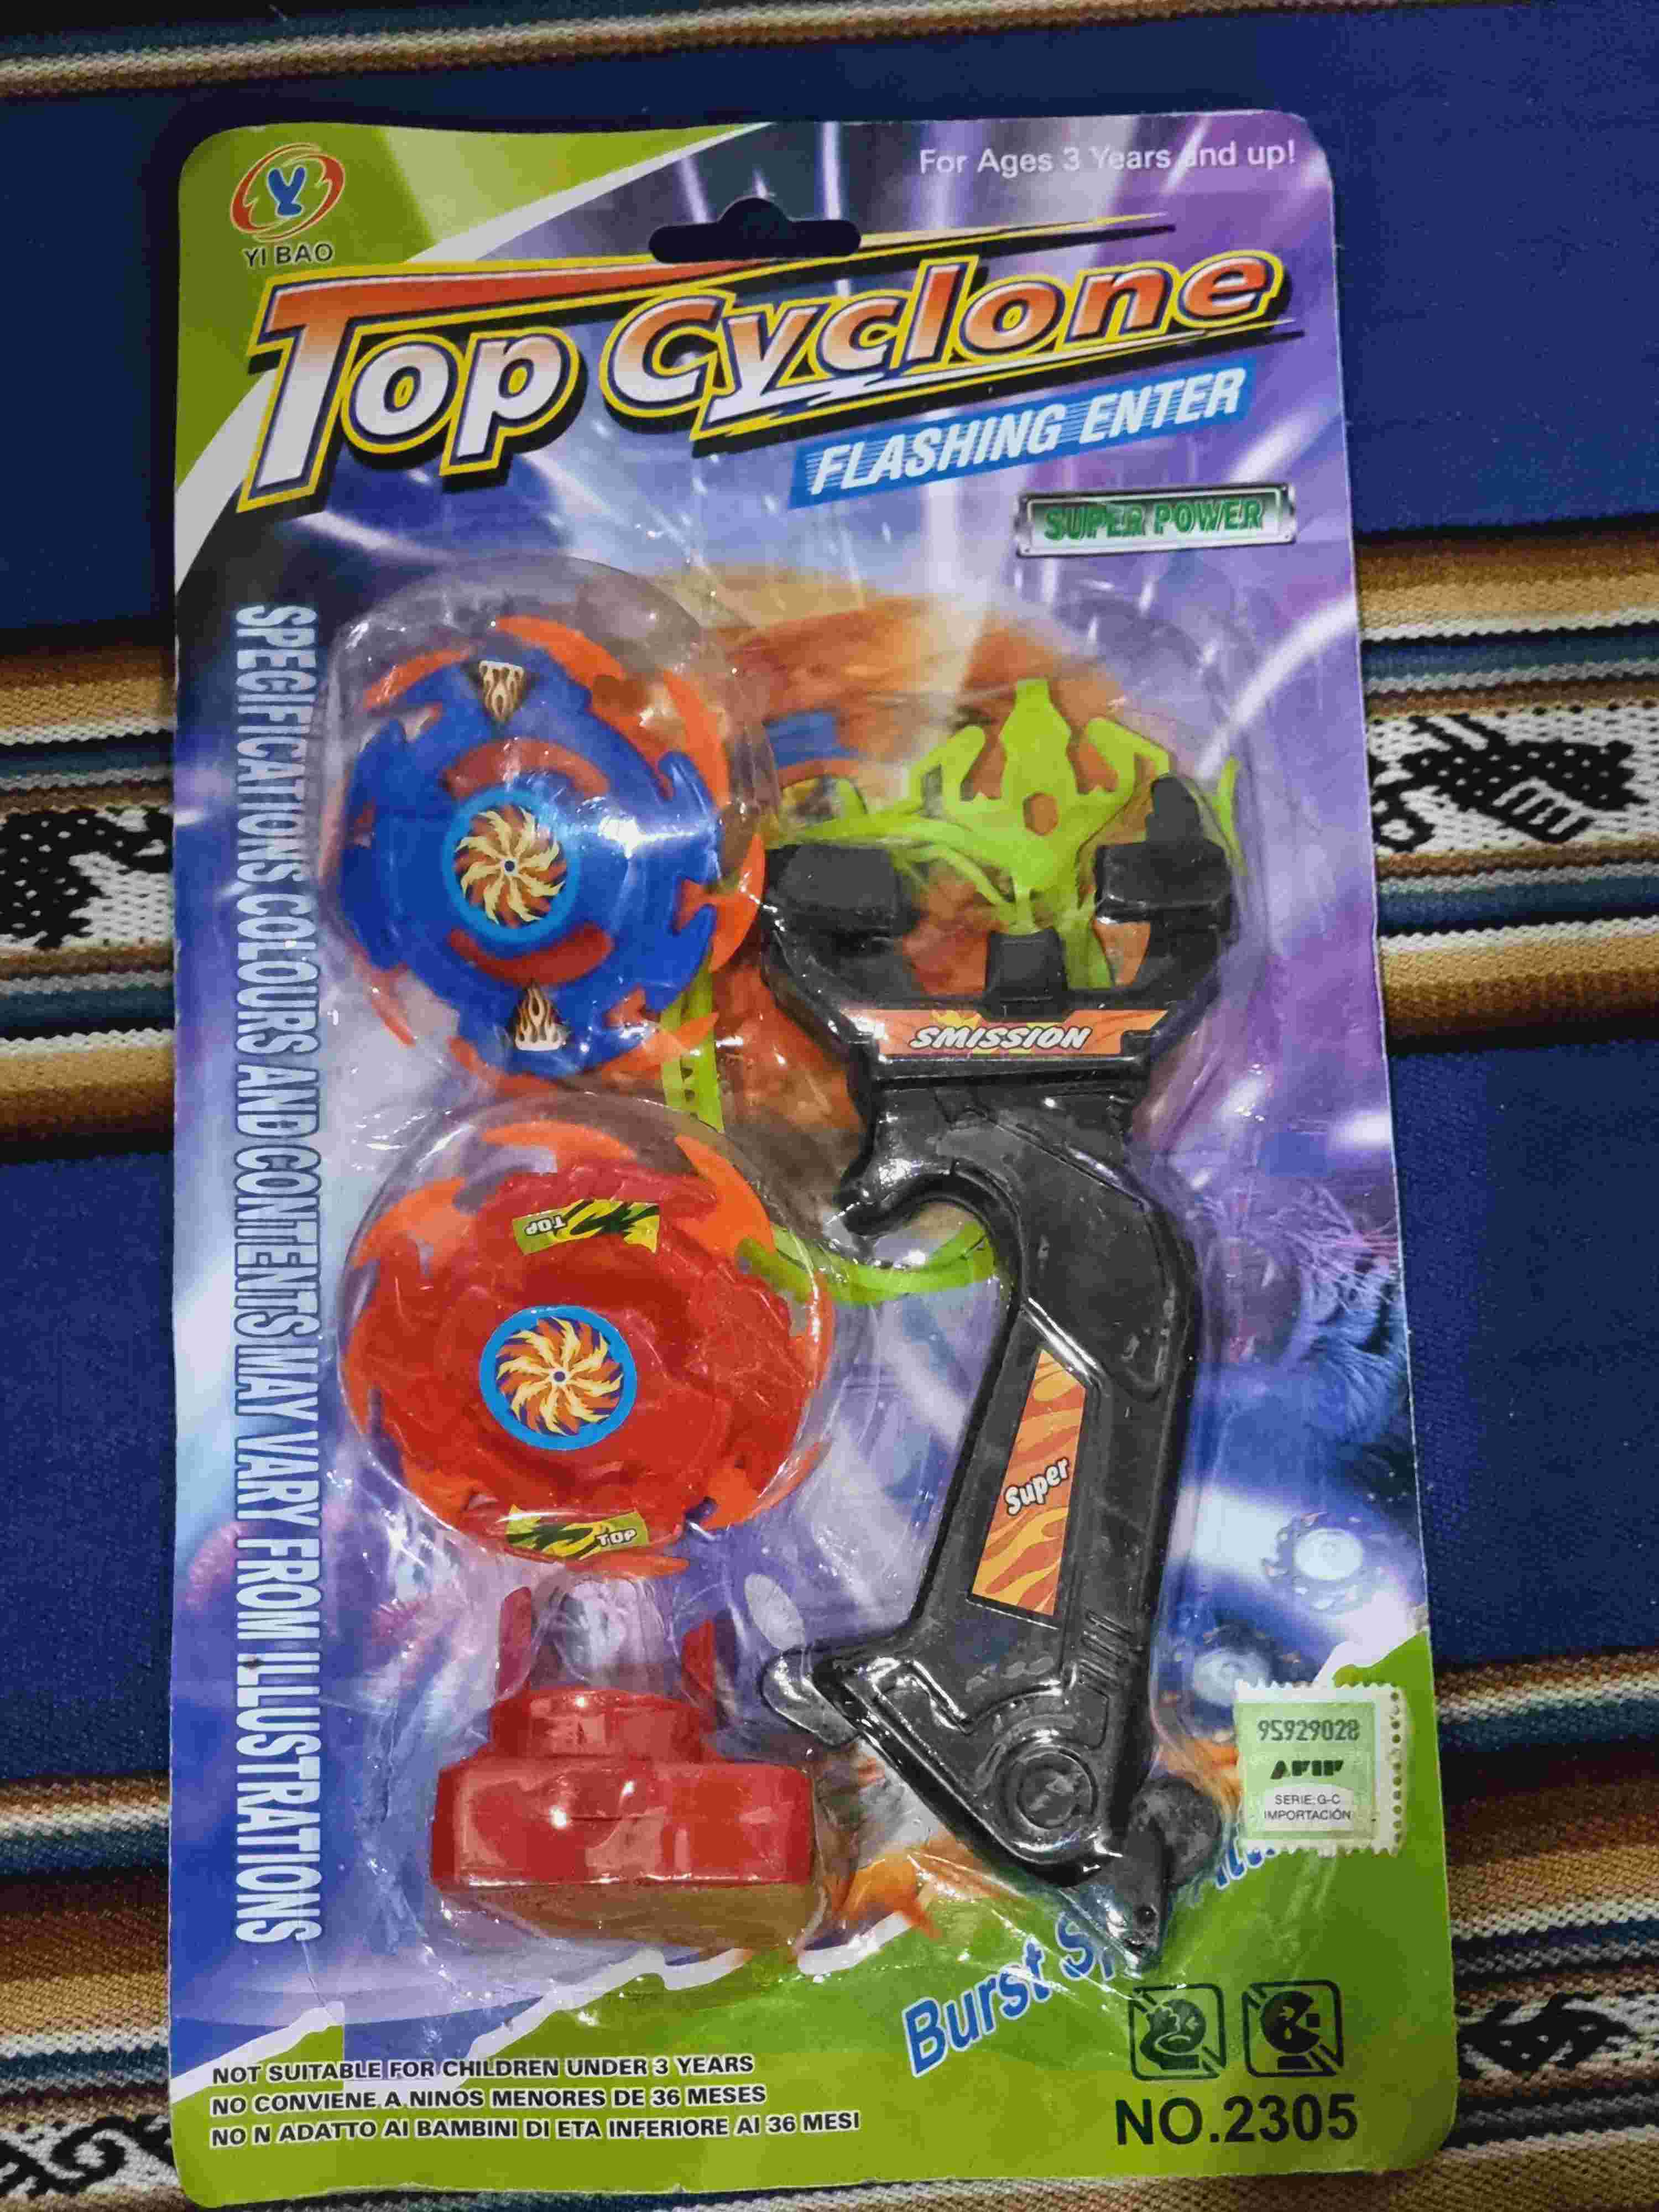 For Ages 3 Years and up!
YI BAO
Top Cyclone
FLASHING ENTER
SUPER POWER
SPECIFICATIONS COLOURS AND CONTENTS MAY VARY FROM ILLUSTRATIONS
SMISSION
TOP
Super
TOP
95929028
AFIP
SERIE: G-C
IMPORTACIÓN
Burst
NOT SUITABLE FOR CHILDREN UNDER 3 YEARS
NO CONVIENE A NINOS MENORES DE 36 MESES
NO N ADATTO AI BAMBINI DI ETA INFERIORE AI 36 MESI
NO.2305